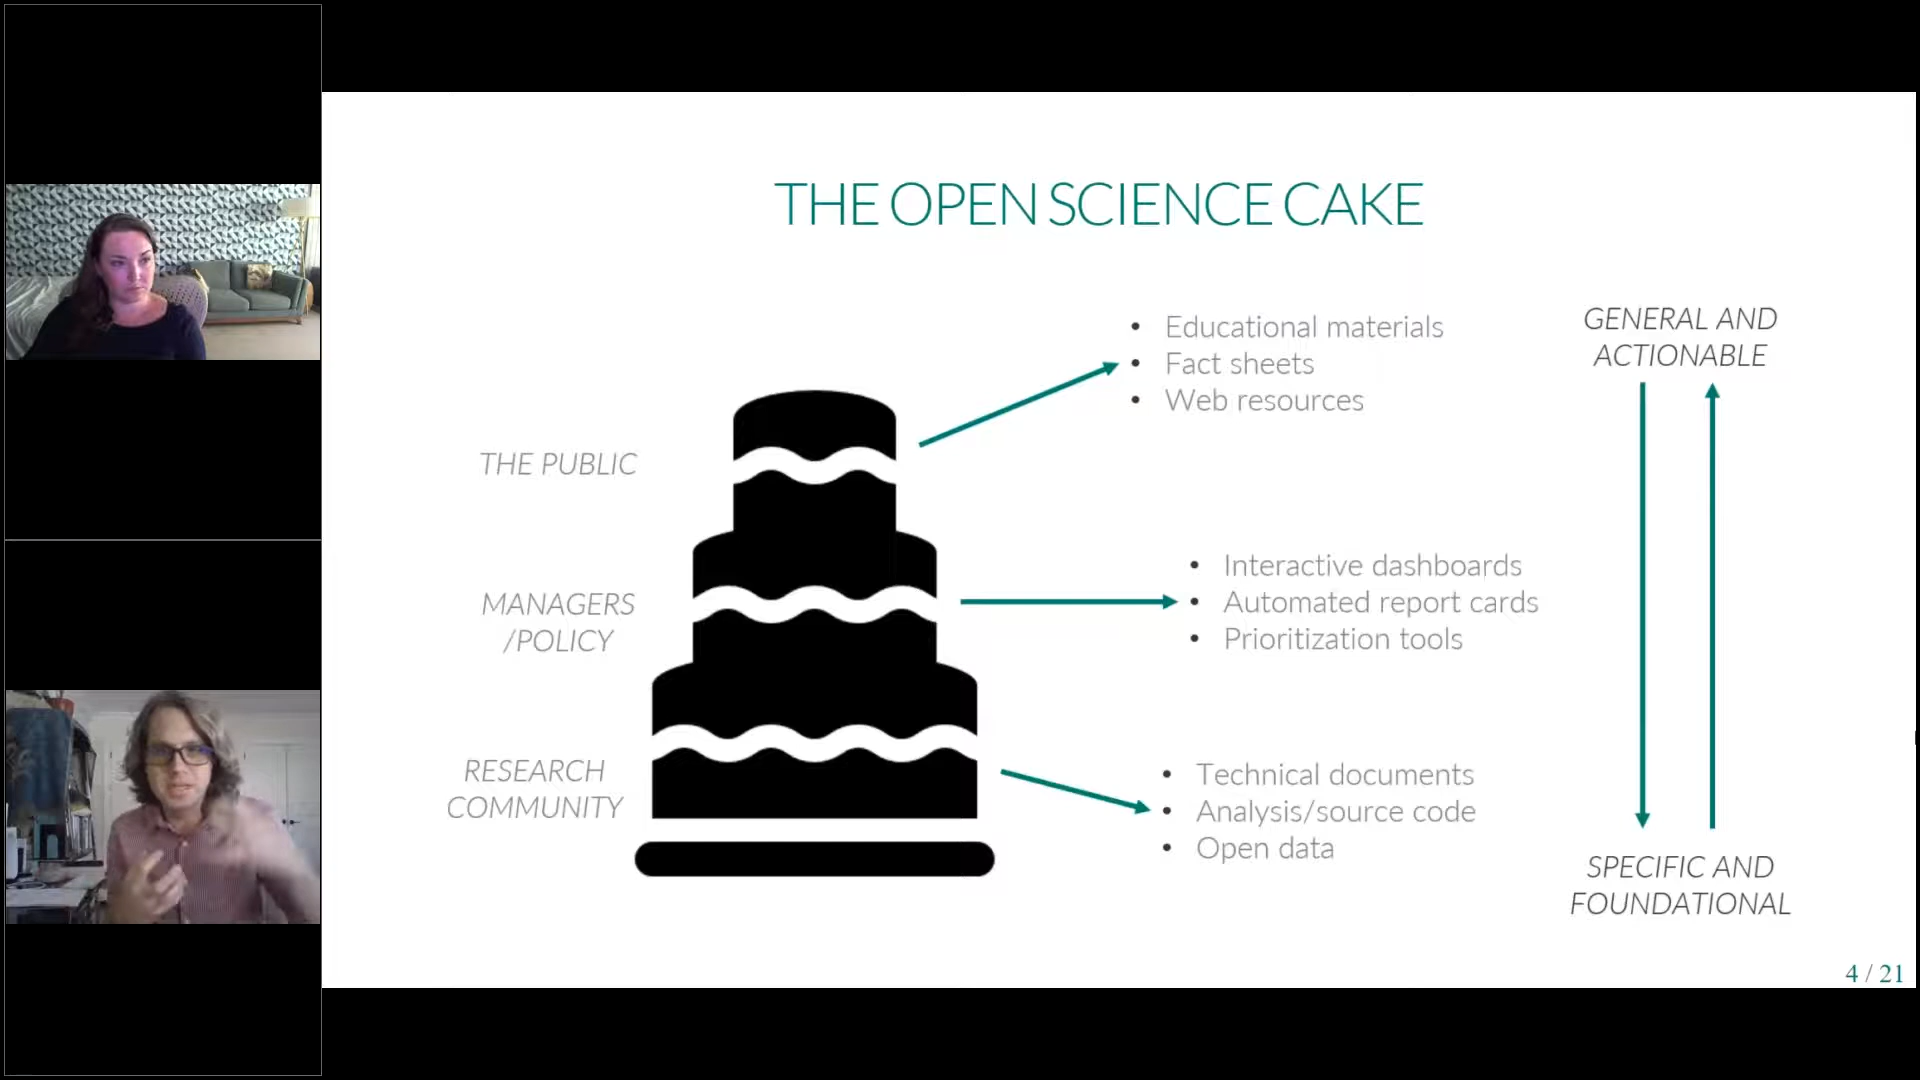 THE OPEN SCIENCE CAKE
THE PUBLIC
• Educational materials
• Fact sheets
• Web resources
MANAGERS
/POLICY
• Interactive dashboards
• Automated report cards
• Prioritization tools
RESEARCH
COMMUNITY
• Technical documents
• Analysis/source code
• Open data
GENERAL AND
ACTIONABLE
SPECIFIC AND
FOUNDATIONAL
4 / 21